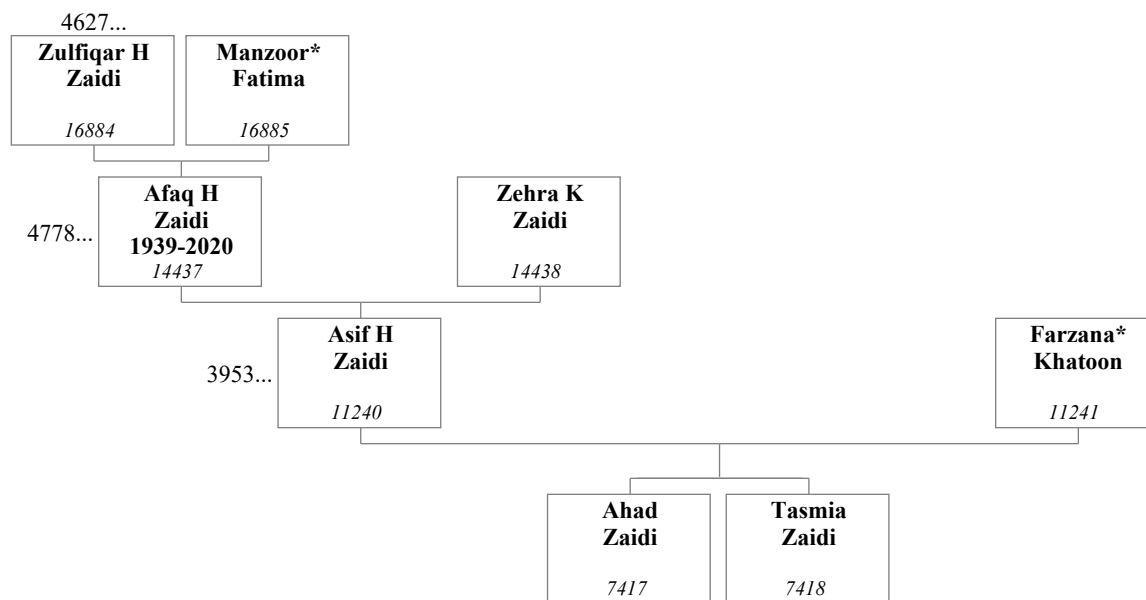 4627...
Zulfiqar H
Zaidi
16884
Manzoor*
Fatima
16885
4778...
Afaq H
Zaidi
1939-2020
14437
Zehra K
Zaidi
14438
3953...
Asif H
Zaidi
11240
Farzana*
Khatoon
11241
Ahad
Zaidi
7417
Tasmia
Zaidi
7418